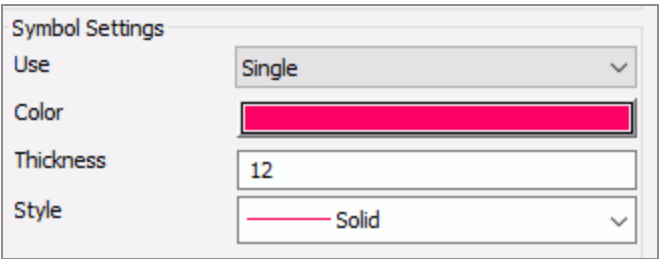 Symbol Settings
Use Single
Color
Thickness 12
Style Solid